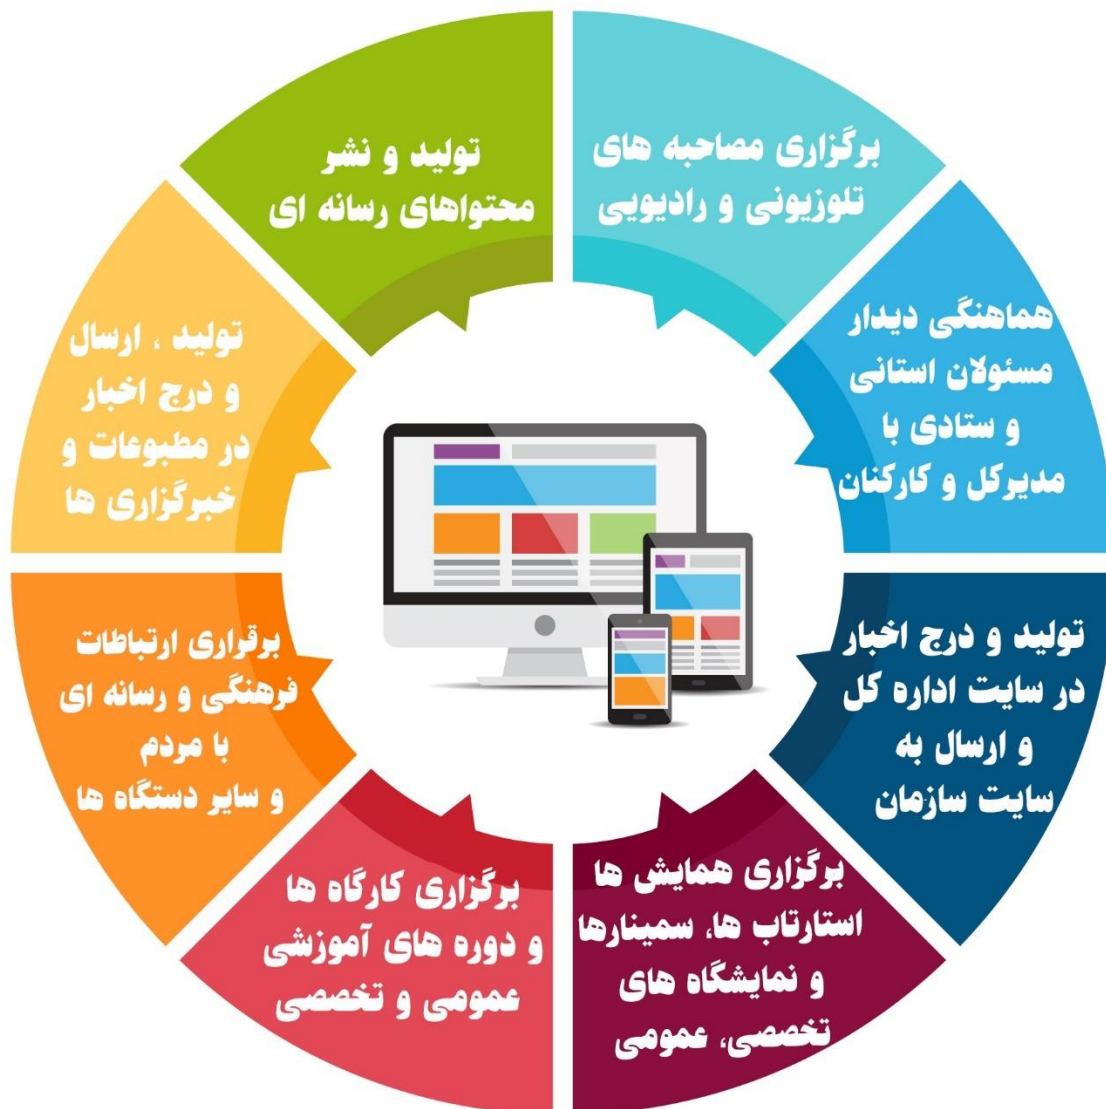 برگزاری مصاحبه های
تلوزیونی و رادیویی
هماهنگی دیدار
مسئولان استانی
و ستادی با
مدیرکل و کارکنان
تولید و درج اخبار
در سایت اداره کل
و ارسال به
سایت سازمان
برگزاری همایش ها
استارتاپ ها، سمینارها
و نمایشگاه های
تخصصی، عمومی
برگزاری کارگاه ها
و دوره های آموزشی
عمومی و تخصصی
برقراری ارتباطات
فرهنگی و رسانه ای
با مردم
و سایر دستگاه ها
تولید ، ارسال
و درج اخبار
در مطبوعات و
خبرگزاری ها
تولید و نشر
محتواهای رسانه ای